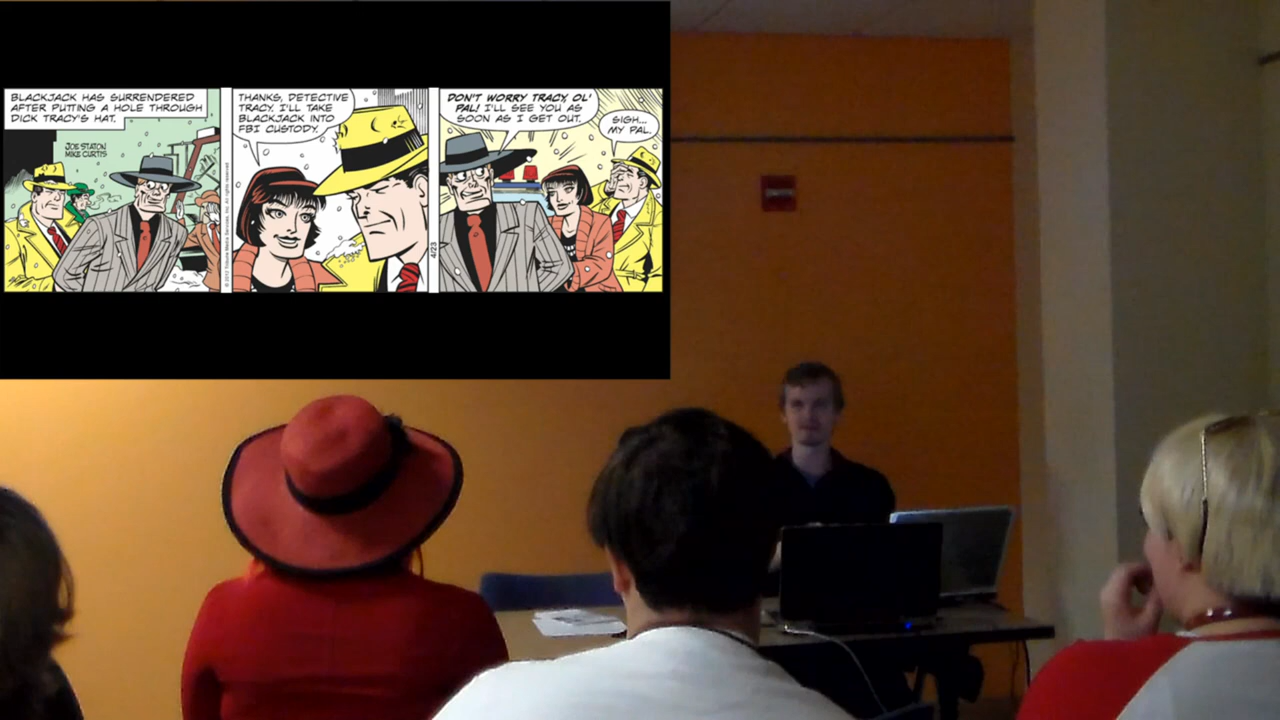 BLACKJACK HAS SURRENDERED
AFTER PUTTING A HOLE THROUGH
DICK TRACY'S HAT.
JOE STATON
MIKE CURTIS
THANKS, DETECTIVE
TRACY. I'LL TAKE
BLACKJACK INTO
FBI CUSTODY.
DON'T WORRY TRACY, OL'
PAL! I'LL SEE YOU AS
SOON AS I GET OUT.
SIGH...
MY PAL.
4/23